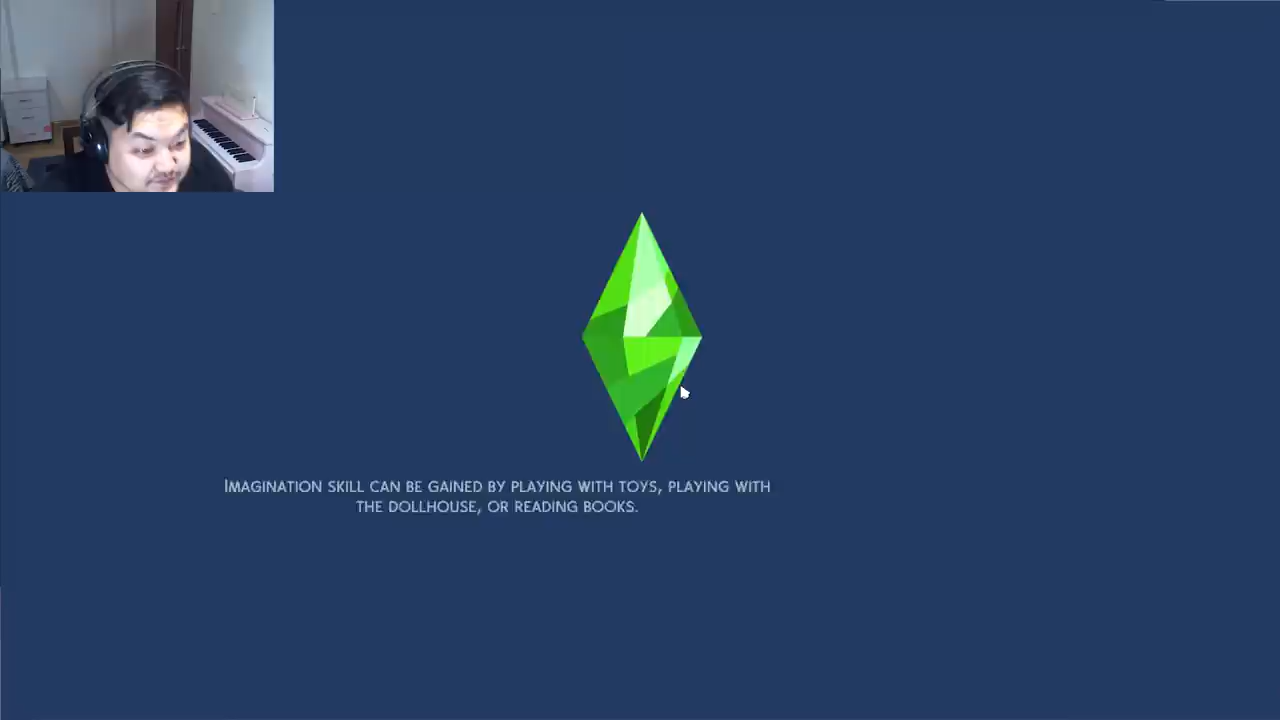 Imagination skill can be gained by playing with toys, playing with
the dollhouse, or reading books.